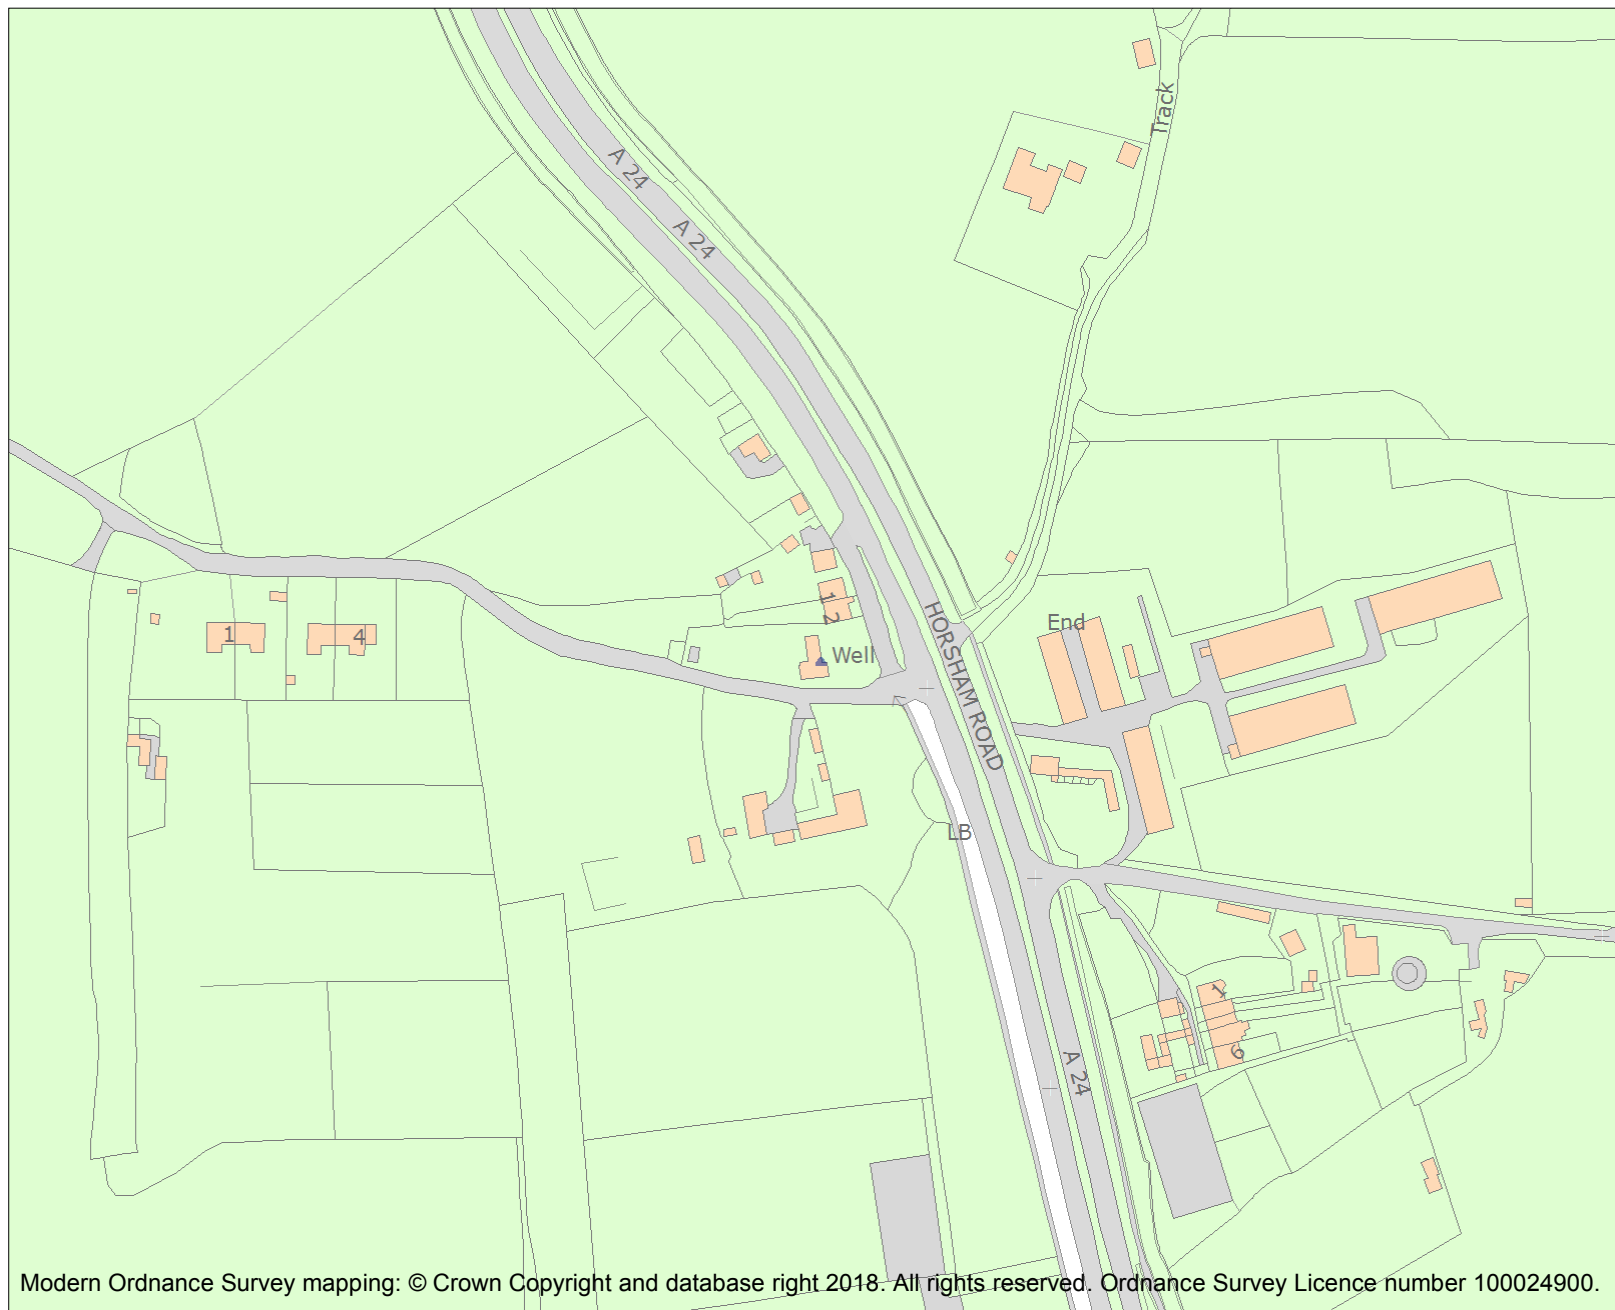 Track
A 24
A 24
1 2
HORSHAM ROAD
End
1
4
Well
LB
1
6
A 24
Modern Ordnance Survey mapping: © Crown Copyright and database right 2018. All rights reserved. Ordnance Survey Licence number 100024900.